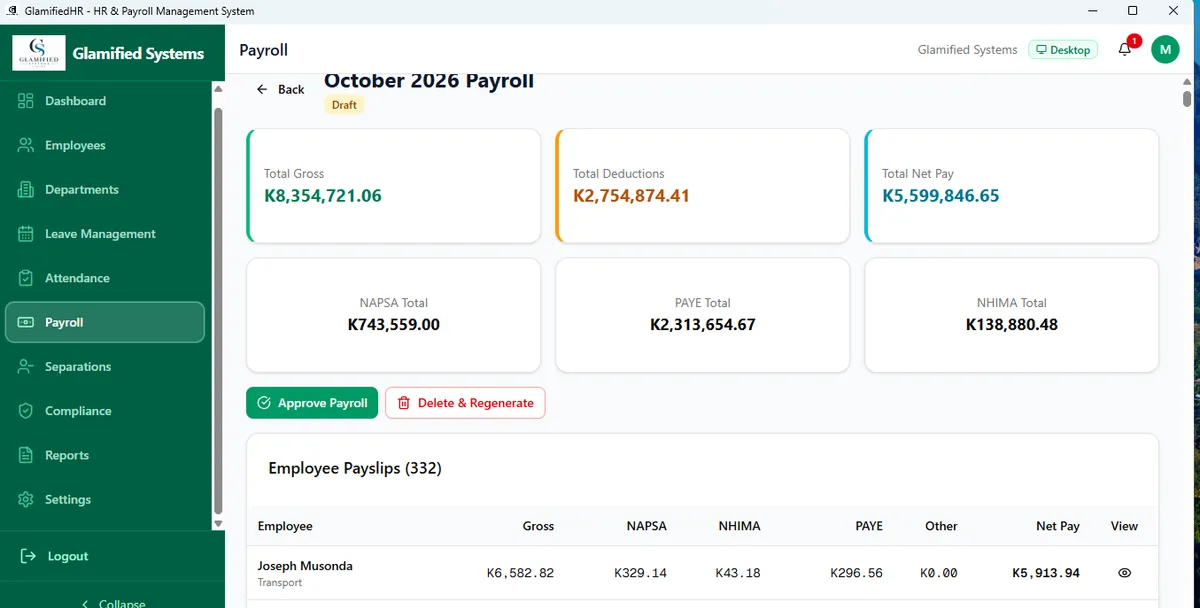 GlamifiedHR - HR & Payroll Management System
GLAMIFIED
Glamified Systems
Payroll
Glamified Systems
Desktop
1
M
Dashboard
Employees
Departments
Leave Management
Attendance
Payroll
Separations
Compliance
Reports
Settings
Logout
Collapse
Back
October 2026 Payroll
Draft
Total Gross
K8,354,721.06
Total Deductions
K2,754,874.41
Total Net Pay
K5,599,846.65
NAPSA Total
K743,559.00
PAYE Total
K2,313,654.67
NHIMA Total
K138,880.48
Approve Payroll
Delete & Regenerate
Employee Payslips (332)
Employee Gross NAPSA NHIMA PAYE Other Net Pay View
Joseph Musonda K6,582.82 K329.14 K43.18 K296.56 K0.00 K5,913.94
Transport